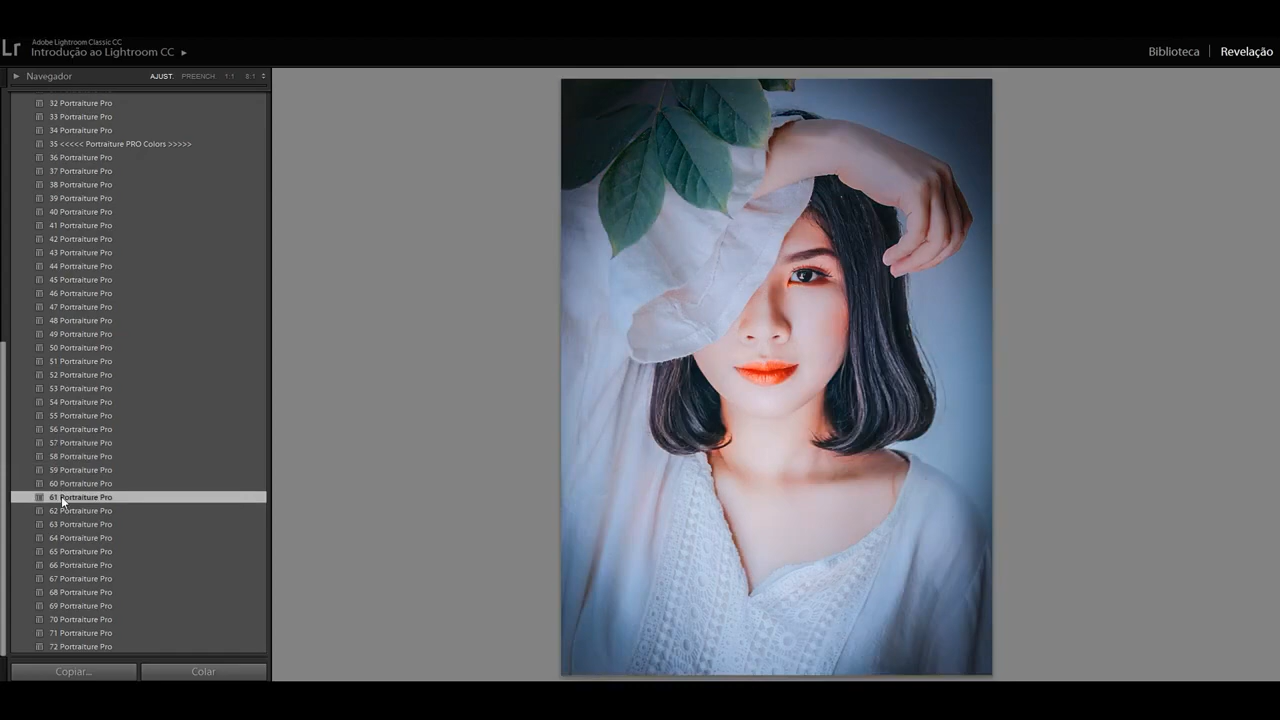 Lr
Adobe Lightroom Classic CC
Introdução ao Lightroom CC
Biblioteca
Revelação
Navegador
AJUST.
PREENCH
1:1
8:1
32 Portraiture Pro
33 Portraiture Pro
34 Portraiture Pro
35 <<<<< Portraiture PRO Colors >>>>>
36 Portraiture Pro
37 Portraiture Pro
38 Portraiture Pro
39 Portraiture Pro
40 Portraiture Pro
41 Portraiture Pro
42 Portraiture Pro
43 Portraiture Pro
44 Portraiture Pro
45 Portraiture Pro
46 Portraiture Pro
47 Portraiture Pro
48 Portraiture Pro
49 Portraiture Pro
50 Portraiture Pro
51 Portraiture Pro
52 Portraiture Pro
53 Portraiture Pro
54 Portraiture Pro
55 Portraiture Pro
56 Portraiture Pro
57 Portraiture Pro
58 Portraiture Pro
59 Portraiture Pro
60 Portraiture Pro
61 Portraiture Pro
62 Portraiture Pro
63 Portraiture Pro
64 Portraiture Pro
65 Portraiture Pro
66 Portraiture Pro
67 Portraiture Pro
68 Portraiture Pro
69 Portraiture Pro
70 Portraiture Pro
71 Portraiture Pro
72 Portraiture Pro
Copiar...
Colar